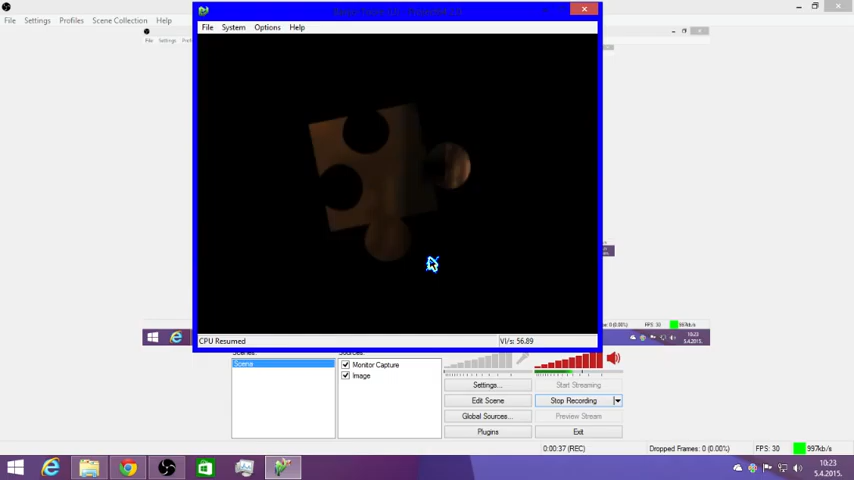 File Settings Profiles Scene Collection Help
File System Options Help
CPU Resumed VI/s: 56.89
Scene
Monitor Capture
Image
Settings...
Edit Scene
Global Sources...
Plugins
Start Streaming
Stop Recording
Preview Stream
Exit
0:00:37 (REC) Dropped Frames: 0 (0.00%) FPS: 30 997kb/s
10:23
5.4.2015.